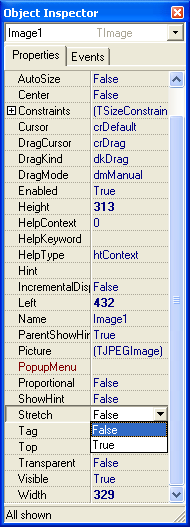 Object Inspector
Image1 TImage
Properties Events
AutoSize False
Center False
Constraints (TSizeConstrain
Cursor crDefault
DragCursor crDrag
DragKind dkDrag
DragMode dmManual
Enabled True
Height 313
HelpContext 0
HelpKeyword
HelpType htContext
Hint
IncrementalDisp False
Left 432
Name Image1
ParentShowHint True
Picture (TJPEGImage)
PopupMenu
Proportional False
ShowHint False
Stretch False
Tag False
Top True
Transparent False
Visible True
Width 329
All shown